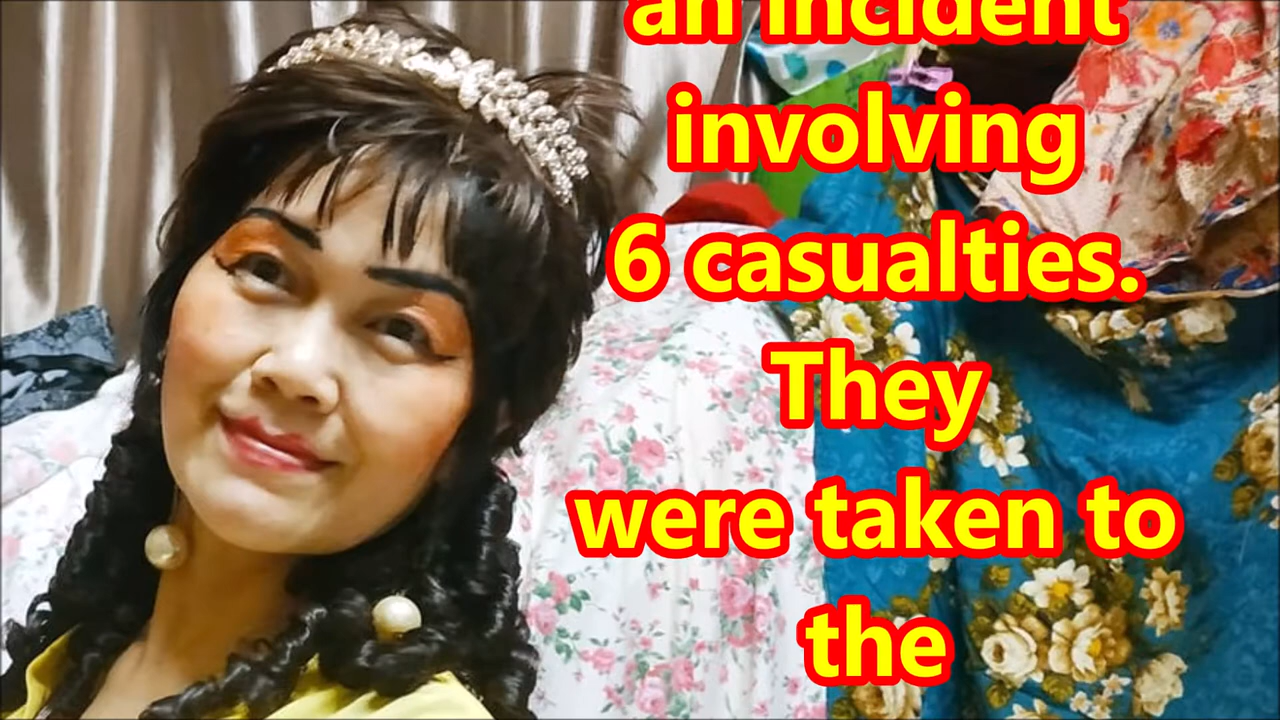 an incident
involving
6 casualties.
They
were taken to
the